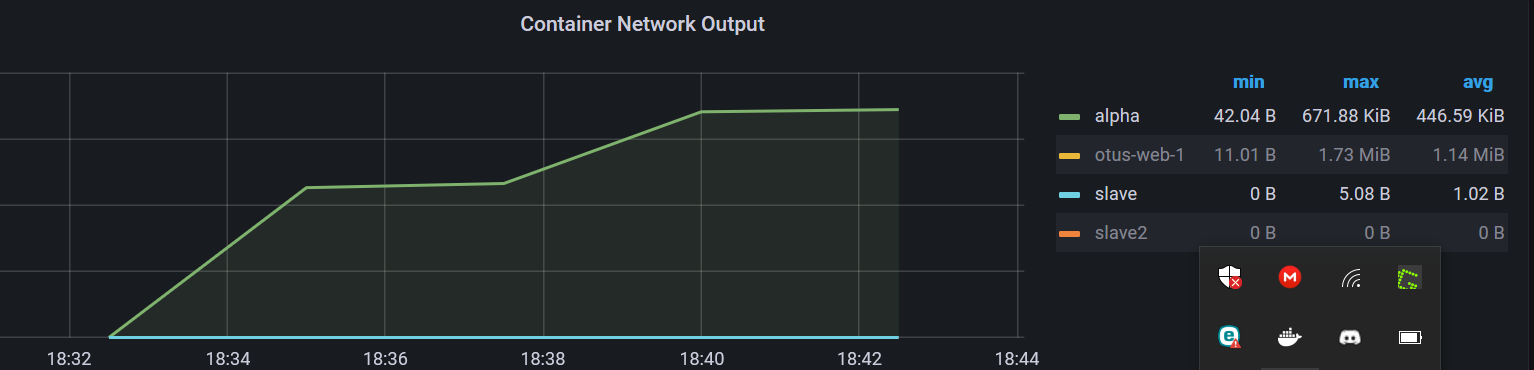 Container Network Output
min max avg
alpha 42.04 B 671.88 KiB 446.59 KiB
otus-web-1 11.01 B 1.73 MiB 1.14 MiB
slave 0 B 5.08 B 1.02 B
slave2 0 B 0 B 0 B
18:32 18:34 18:36 18:38 18:40 18:42 18:44
M
e